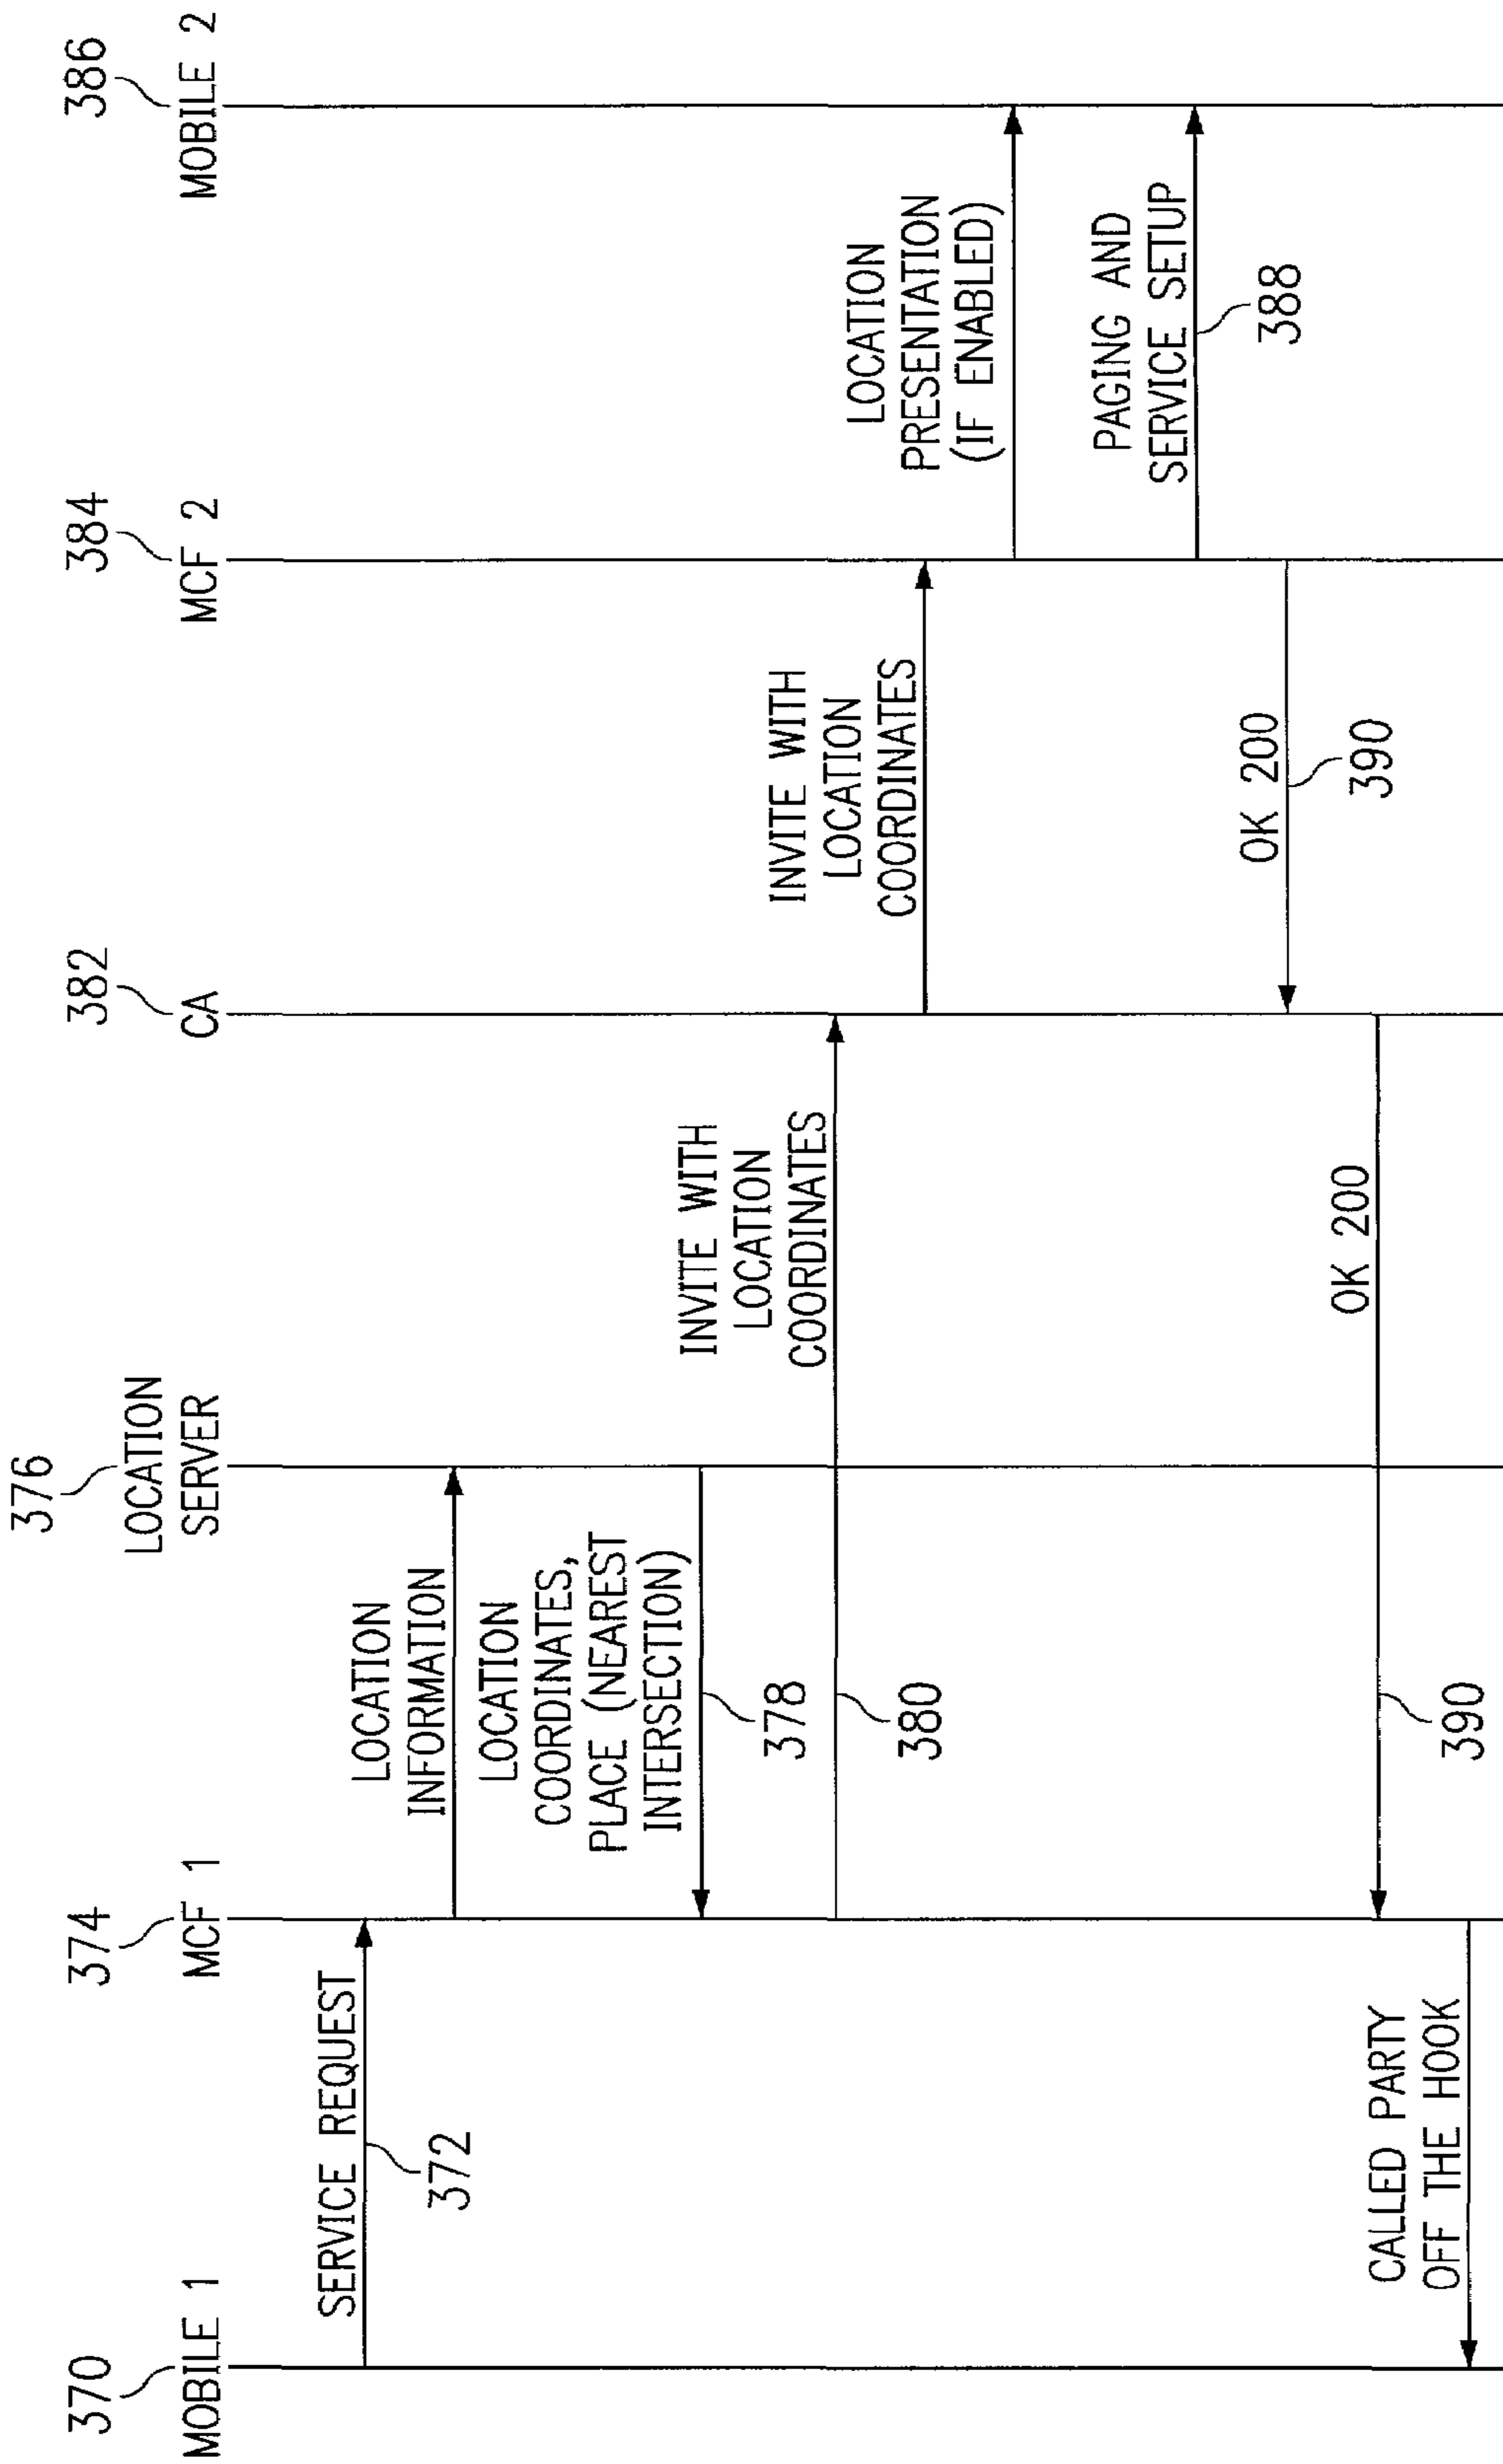 370
MOBILE 1
374
MCF 1
376
LOCATION
SERVER
382
CA
384
MCF 2
386
MOBILE 2
SERVICE REQUEST
372
LOCATION
INFORMATION
LOCATION
COORDINATES,
PLACE (NEAREST
INTERSECTION)
378
INVITE WITH
LOCATION
COORDINATES
380
INVITE WITH
LOCATION
COORDINATES
LOCATION
PRESENTATION
(IF ENABLED)
PAGING AND
SERVICE SETUP
388
OK 200
390
OK 200
390
CALLED PARTY
OFF THE HOOK